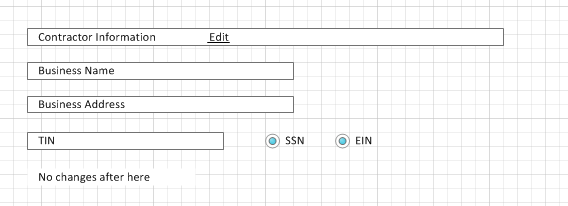 Contractor Information Edit
Business Name
Business Address
TIN SSN EIN
No changes after here